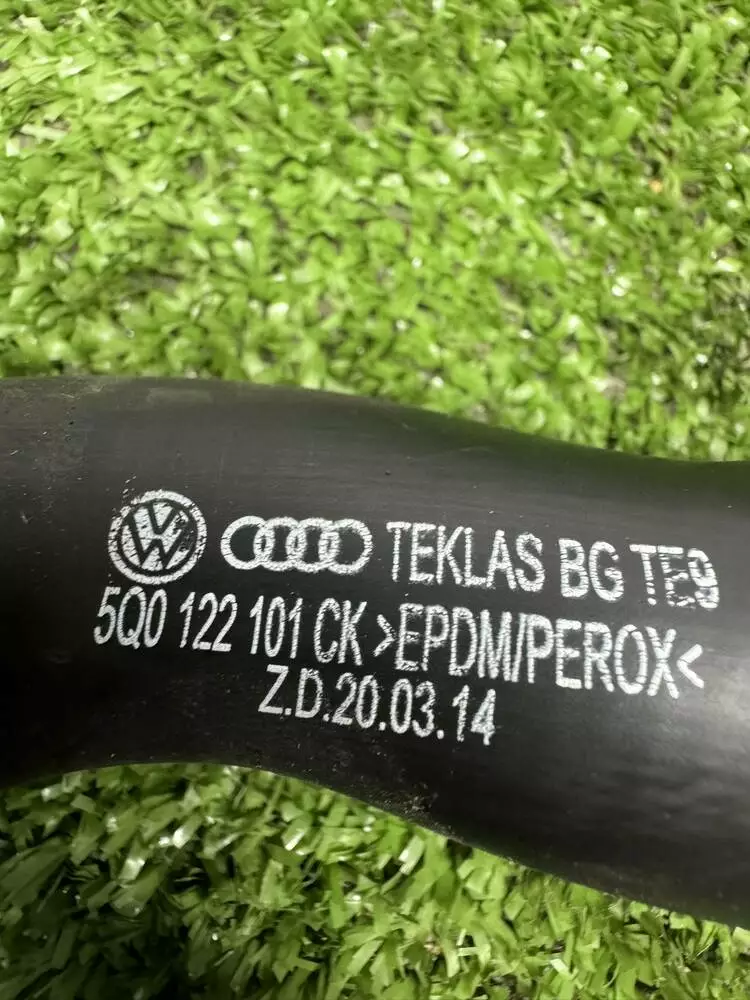 TEKLAS BG TE9
5Q0 122 101 CK >EPDM/PEROX<
Z.D.20.03.14